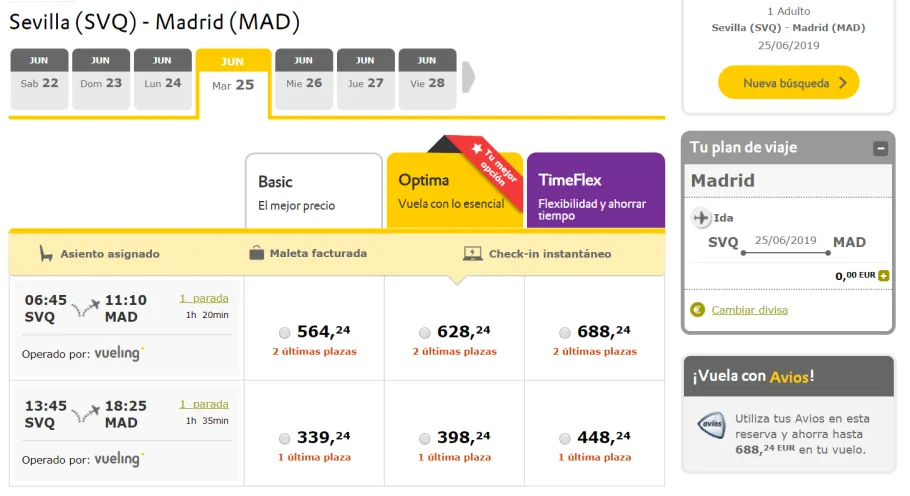 Sevilla (SVQ) - Madrid (MAD)
JUN JUN JUN JUN JUN JUN JUN
Sab 22 Dom 23 Lun 24 Mar 25 Mie 26 Jue 27 Vie 28
Basic
El mejor precio
Optima
Vuela con lo esencial
Tu mejor
opción
TimeFlex
Flexibilidad y ahorrar
tiempo
Asiento asignado Maleta facturada Check-in instantáneo
06:45 11:10 1 parada
SVQ MAD 1h 20min
Operado por: vueling
564,24 628,24 688,24
2 últimas plazas 2 últimas plazas 2 últimas plazas
13:45 18:25 1 parada
SVQ MAD 1h 35min
Operado por: vueling
339,24 398,24 448,24
1 última plaza 1 última plaza 1 última plaza
1 Adulto
Sevilla (SVQ) - Madrid (MAD)
25/06/2019
Nueva búsqueda
Tu plan de viaje
Madrid
Ida
SVQ 25/06/2019 MAD
0,00 EUR
€ Cambiar divisa
¡Vuela con Avios!
avios
Utiliza tus Avios en esta
reserva y ahorra hasta
688,24 EUR en tu vuelo.